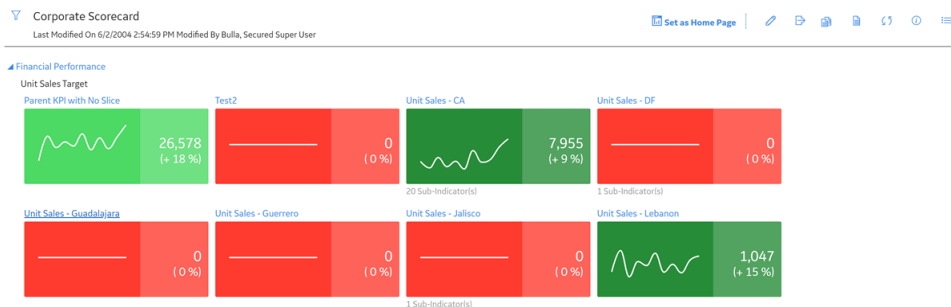 Corporate Scorecard
Set as Home Page
Last Modified On 6/2/2004 2:54:59 PM Modified By Bulla, Secured Super User
Financial Performance
Unit Sales Target
Parent KPI with No Slice
Test2
Unit Sales - CA
Unit Sales - DF
26,578
(+ 18 %)
0
( 0 %)
7,955
(+ 9 %)
0
( 0 %)
20 Sub-Indicator(s)
1 Sub-Indicator(s)
Unit Sales - Guadalajara
Unit Sales - Guerrero
Unit Sales - Jalisco
Unit Sales - Lebanon
0
( 0 %)
0
( 0 %)
0
( 0 %)
1,047
(+ 15 %)
1 Sub-Indicator(s)